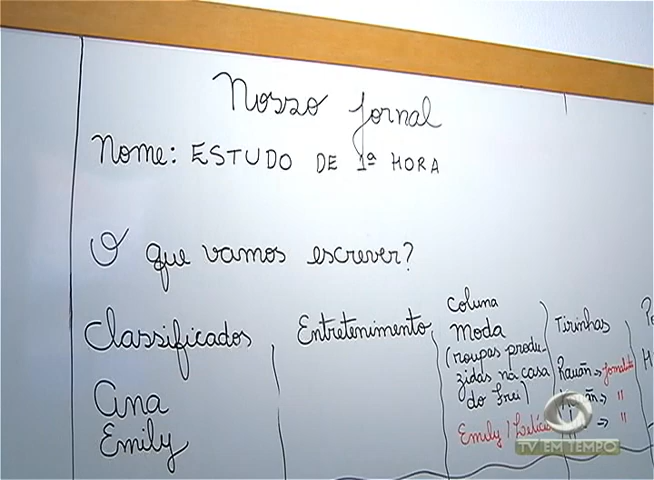 Nosso Jornal
Nome: ESTUDO DE 1ª HORA
O que vamos escrever?
Classificados
Ana
Emily
Entretenimento
Coluna
Moda
(roupas produ-
zidas na casa
do frei)
Emily / Letícia
Tirinhas
Rauãn →
→ "
→ "
TV EM TEMPO